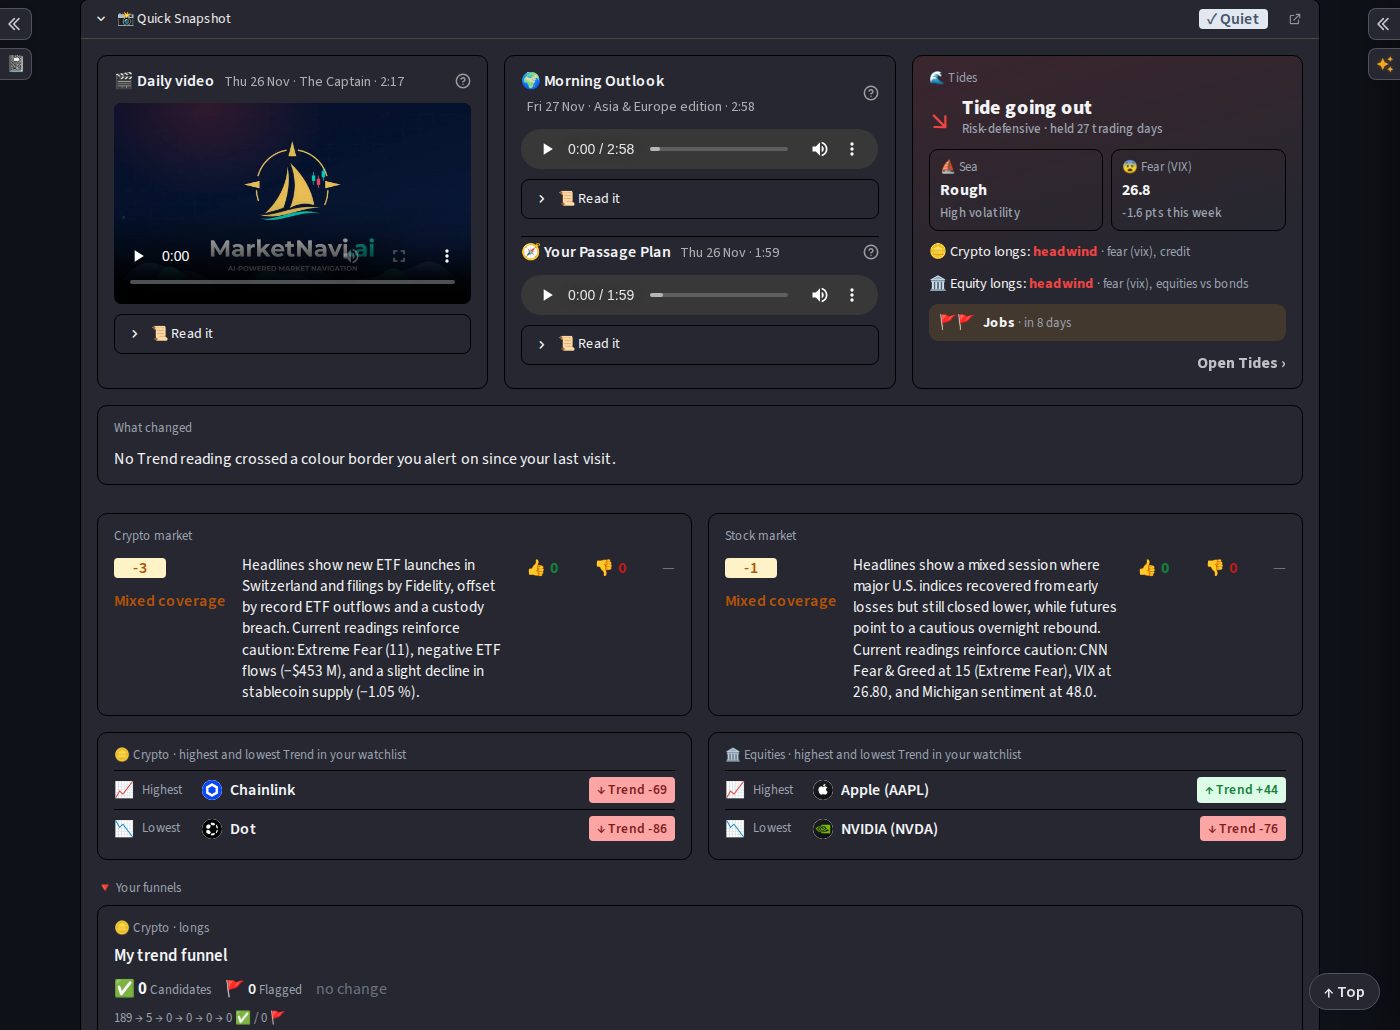 Quick Snapshot
✓ Quiet
Daily video Thu 26 Nov · The Captain · 2:17
0:00
MarketNavi.ai
AI-POWERED MARKET NAVIGATION
Read it
Morning Outlook
Fri 27 Nov · Asia & Europe edition · 2:58
0:00 / 2:58
Read it
Your Passage Plan Thu 26 Nov · 1:59
0:00 / 1:59
Read it
Tides
Tide going out
Risk-defensive · held 27 trading days
Sea
Rough
High volatility
Fear (VIX)
26.8
-1.6 pts this week
Crypto longs: headwind · fear (vix), credit
Equity longs: headwind · fear (vix), equities vs bonds
Jobs · in 8 days
Open Tides ›
What changed
No Trend reading crossed a colour border you alert on since your last visit.
Crypto market
-3
Mixed coverage
Headlines show new ETF launches in
Switzerland and filings by Fidelity, offset
by record ETF outflows and a custody
breach. Current readings reinforce
caution: Extreme Fear (11), negative ETF
flows (−$453 M), and a slight decline in
stablecoin supply (−1.05 %).
👍 0 👎 0 —
Stock market
-1
Mixed coverage
Headlines show a mixed session where
major U.S. indices recovered from early
losses but still closed lower, while futures
point to a cautious overnight rebound.
Current readings reinforce caution: CNN
Fear & Greed at 15 (Extreme Fear), VIX at
26.80, and Michigan sentiment at 48.0.
👍 0 👎 0 —
Crypto · highest and lowest Trend in your watchlist
Highest Chainlink ↓ Trend -69
Lowest Dot ↓ Trend -86
Equities · highest and lowest Trend in your watchlist
Highest Apple (AAPL) ↑ Trend +44
Lowest NVIDIA (NVDA) ↓ Trend -76
Your funnels
Crypto · longs
My trend funnel
✅ 0 Candidates 🚩 0 Flagged no change
189 → 5 → 0 → 0 → 0 → 0 ✅ / 0 🚩
↑ Top